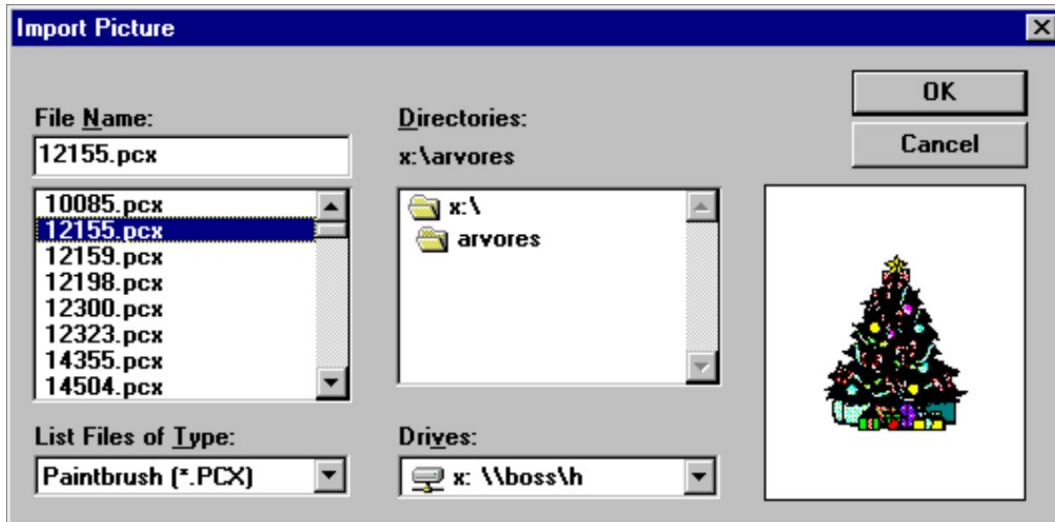 Import Picture
File Name:
12155.pcx
10085.pcx
12155.pcx
12159.pcx
12198.pcx
12300.pcx
12323.pcx
14355.pcx
14504.pcx
List Files of Type:
Paintbrush (*.PCX)
Directories:
x:\arvores
x:\
arvores
Drives:
x: \\boss\h
OK
Cancel